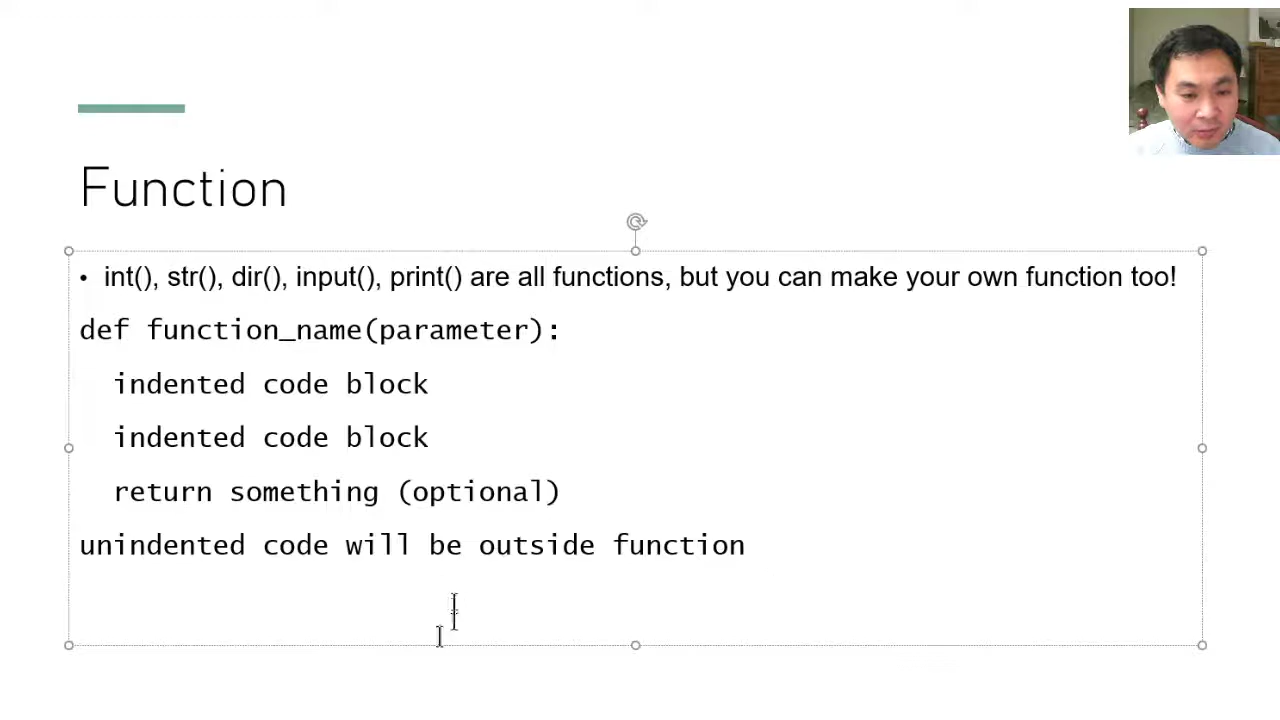 Function
• int(), str(), dir(), input(), print() are all functions, but you can make your own function too!
def function_name(parameter):
  indented code block
  indented code block
  return something (optional)
unindented code will be outside function